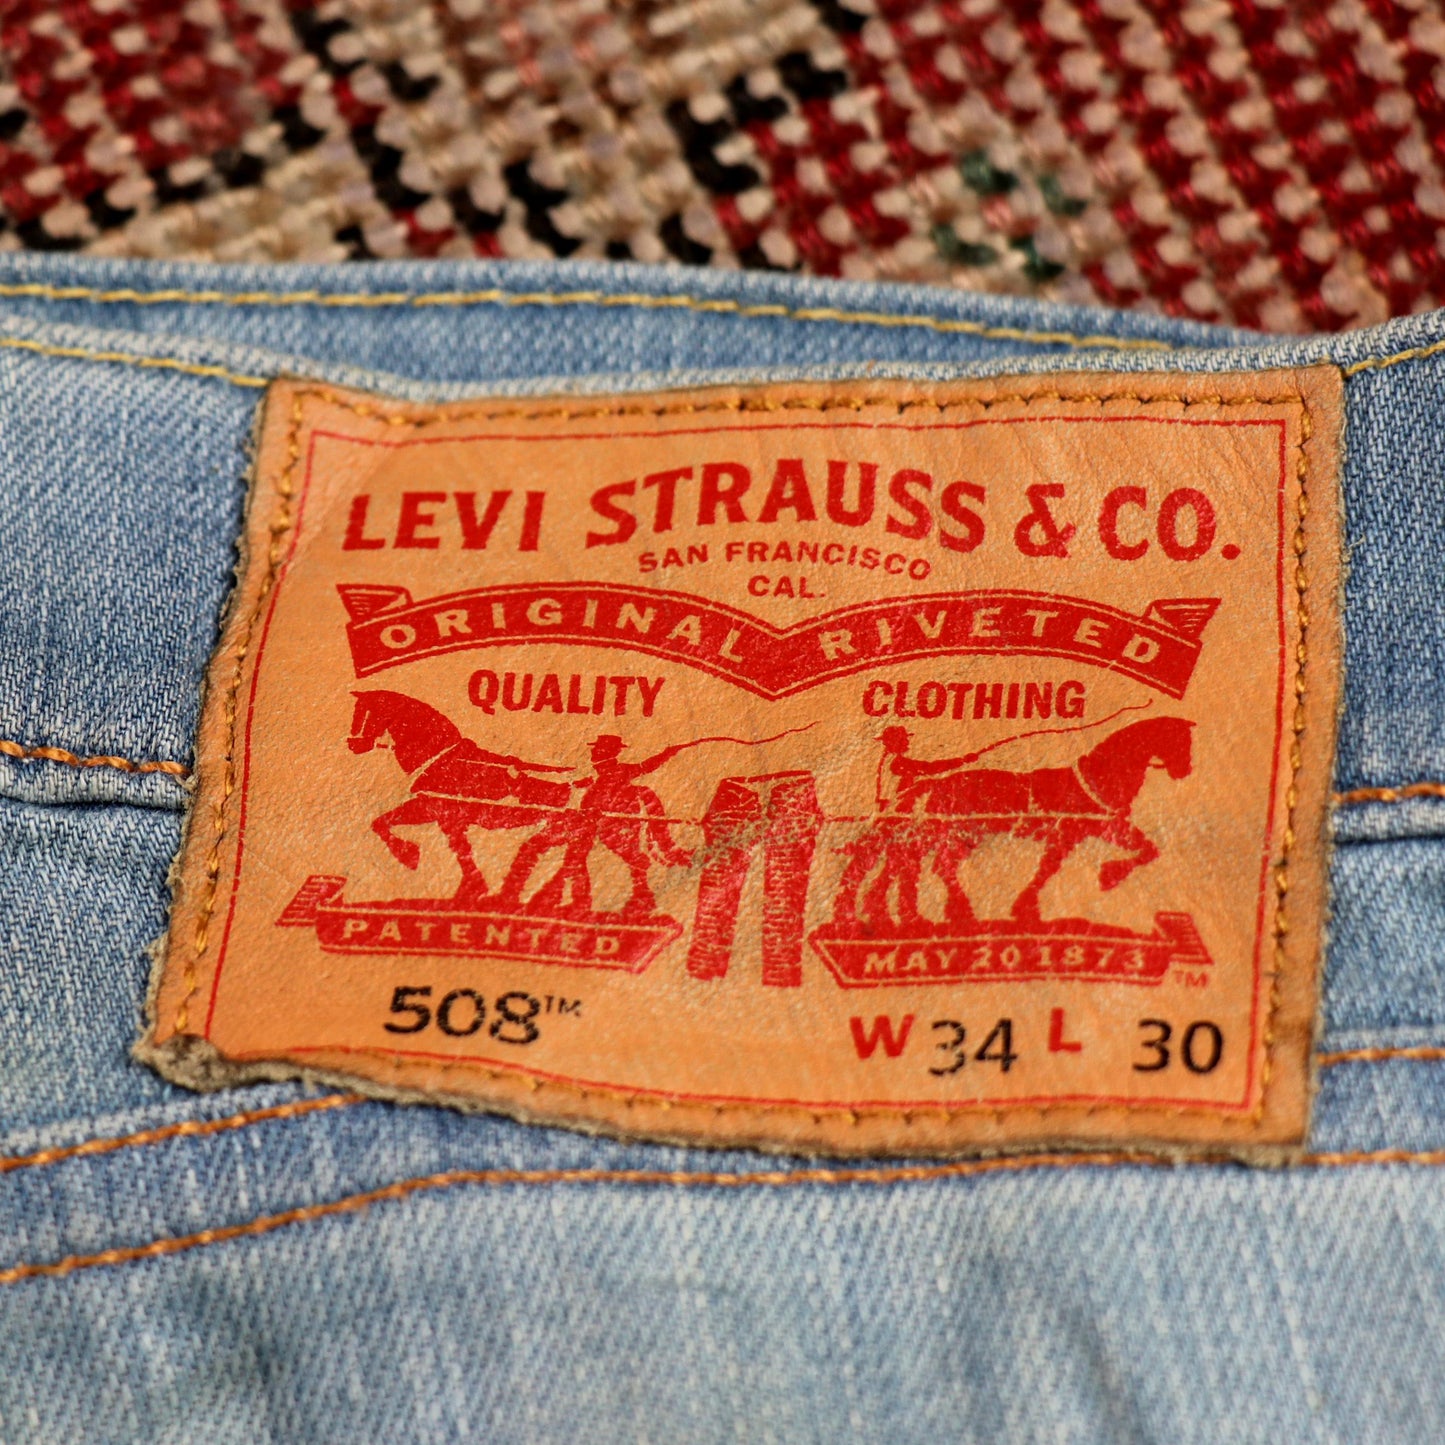 LEVI STRAUSS & CO.
SAN FRANCISCO
CAL.
ORIGINAL RIVETED
QUALITY CLOTHING
PATENTED MAY 20 1873 ™
508™ W 34 L 30